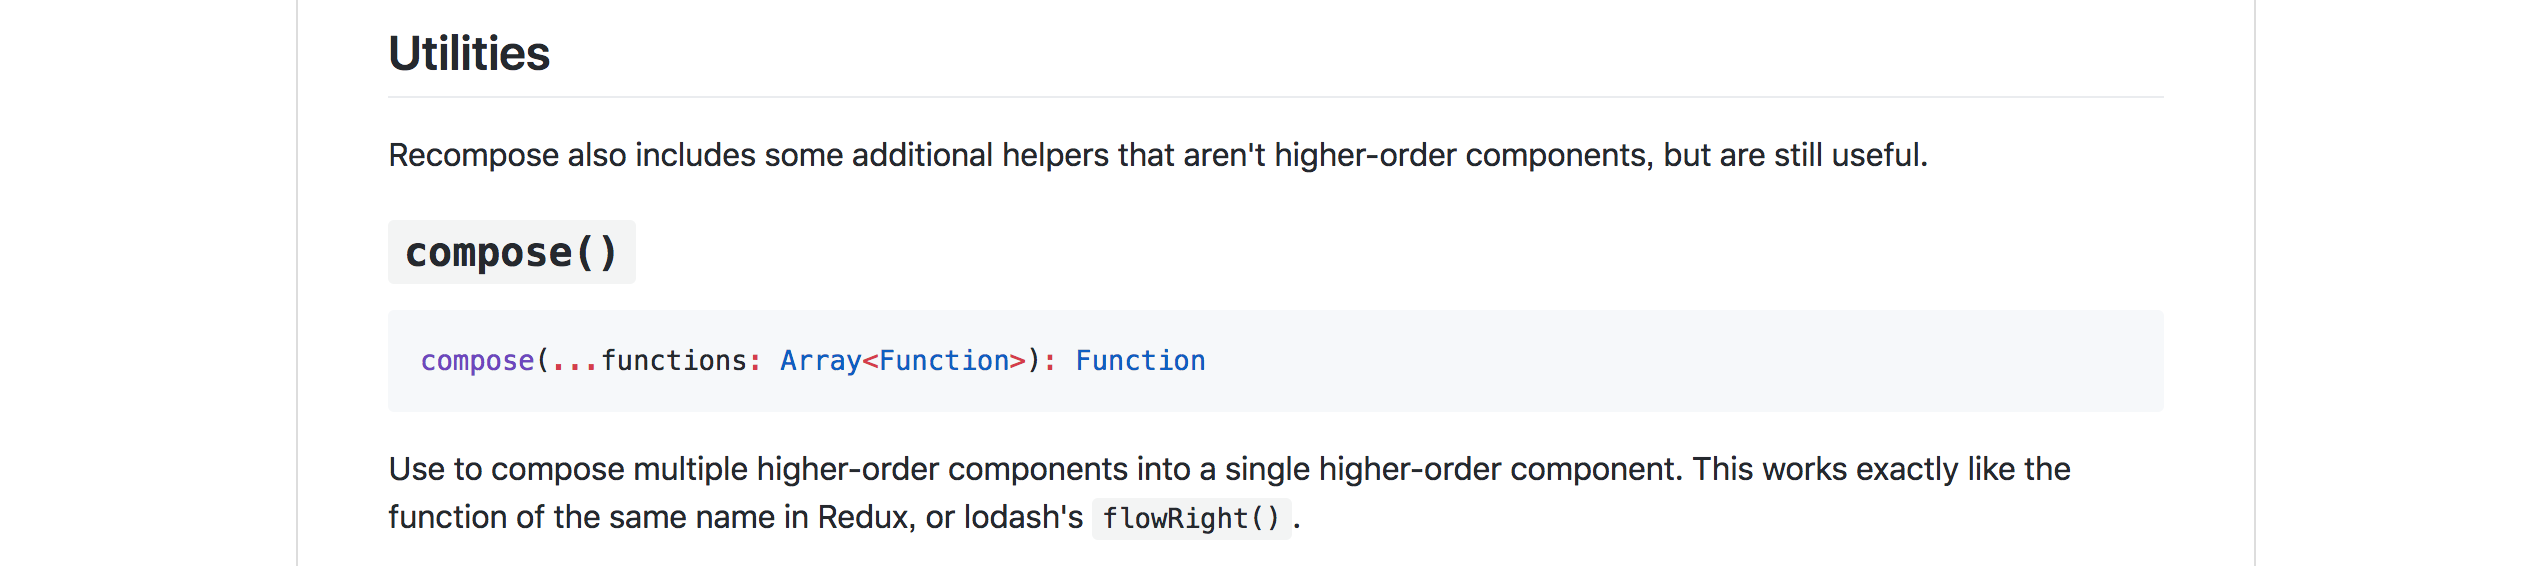 Utilities
Recompose also includes some additional helpers that aren't higher-order components, but are still useful.
compose()
compose(...functions: Array<Function>): Function
Use to compose multiple higher-order components into a single higher-order component. This works exactly like the
function of the same name in Redux, or lodash's flowRight().